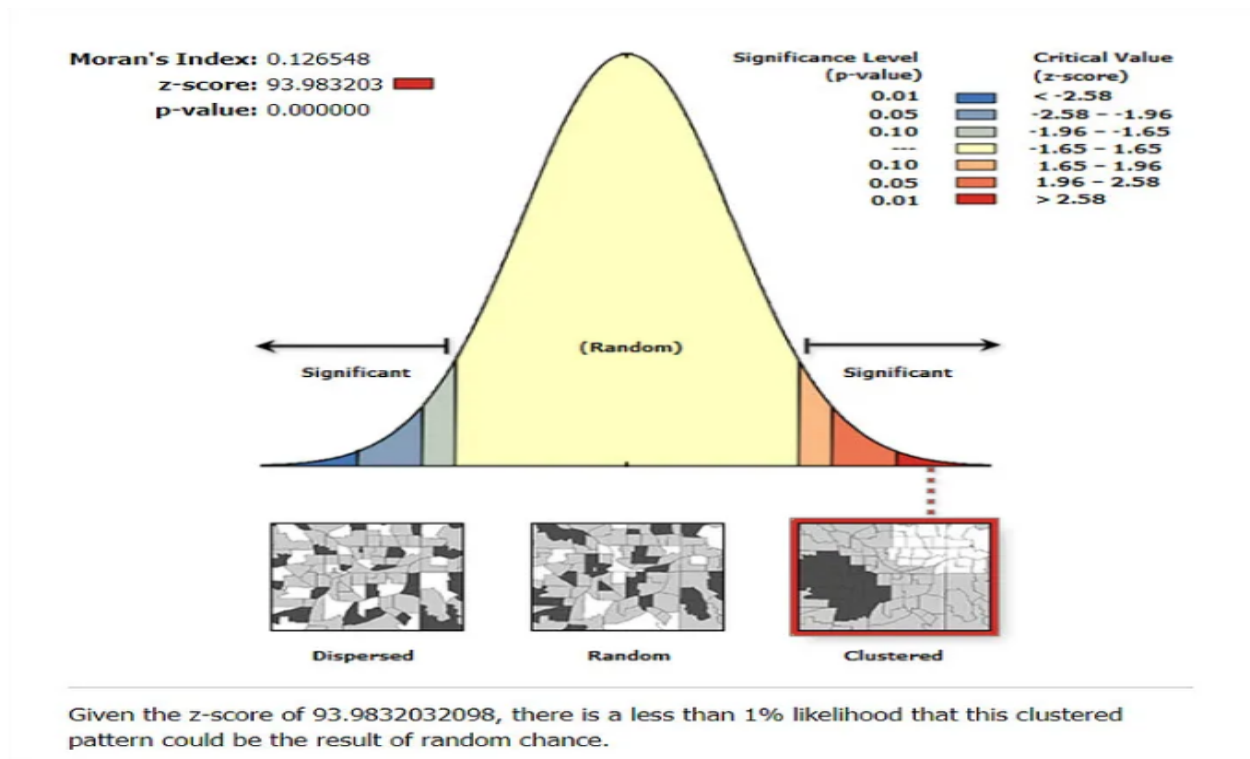 Moran's Index: 0.126548
z-score: 93.983203
p-value: 0.000000
Significance Level (p-value)
Critical Value (z-score)
0.01 < -2.58
0.05 -2.58 – -1.96
0.10 -1.96 – -1.65
--- -1.65 – 1.65
0.10 1.65 – 1.96
0.05 1.96 – 2.58
0.01 > 2.58
(Random)
Significant
Significant
Dispersed
Random
Clustered
Given the z-score of 93.9832032098, there is a less than 1% likelihood that this clustered
pattern could be the result of random chance.